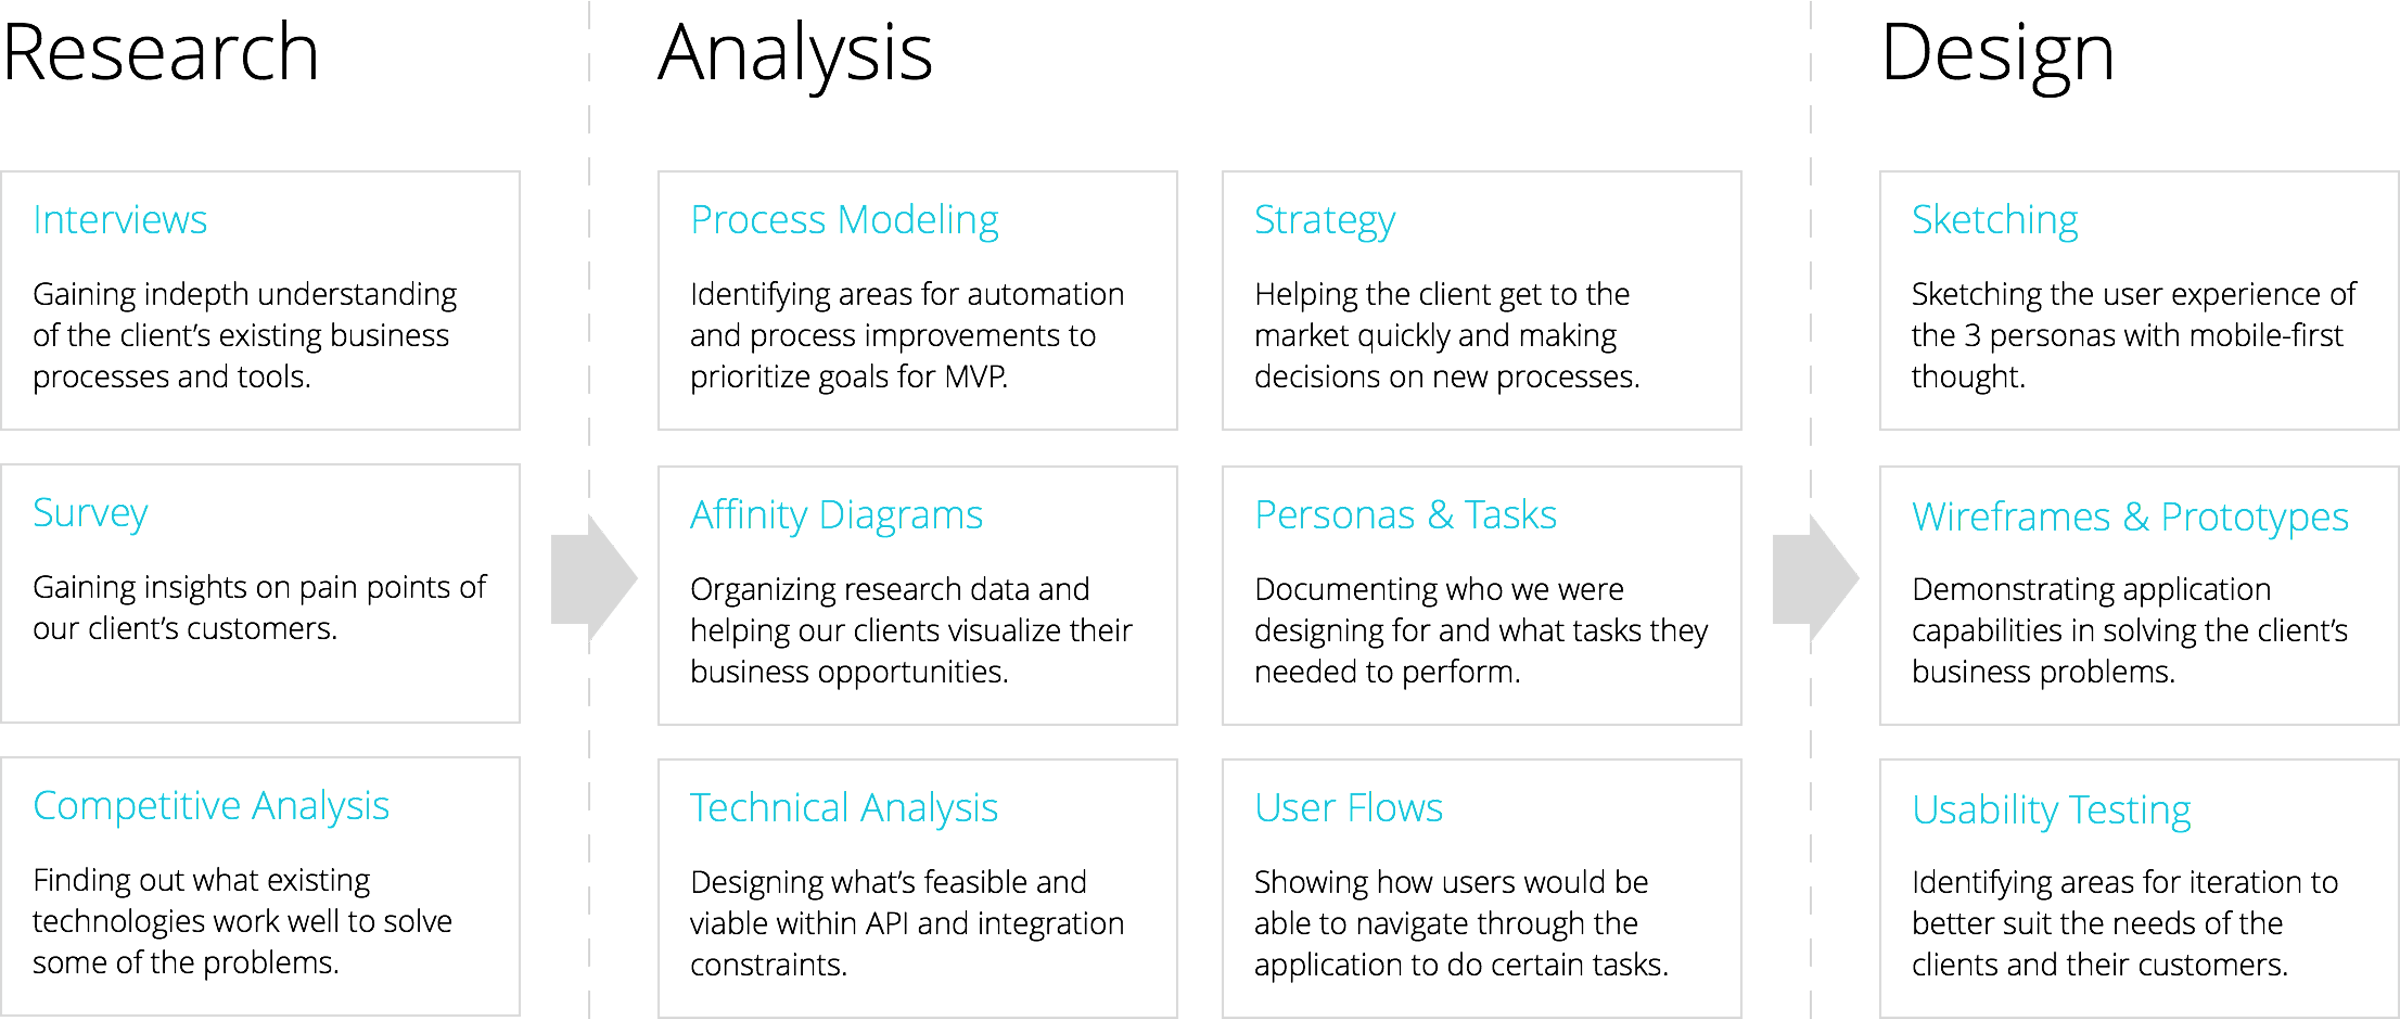 Research
Interviews
Gaining indepth understanding
of the client's existing business
processes and tools.
Survey
Gaining insights on pain points of
our client's customers.
Competitive Analysis
Finding out what existing
technologies work well to solve
some of the problems.
Analysis
Process Modeling
Identifying areas for automation
and process improvements to
prioritize goals for MVP.
Strategy
Helping the client get to the
market quickly and making
decisions on new processes.
Affinity Diagrams
Organizing research data and
helping our clients visualize their
business opportunities.
Personas & Tasks
Documenting who we were
designing for and what tasks they
needed to perform.
Technical Analysis
Designing what's feasible and
viable within API and integration
constraints.
User Flows
Showing how users would be
able to navigate through the
application to do certain tasks.
Design
Sketching
Sketching the user experience of
the 3 personas with mobile-first
thought.
Wireframes & Prototypes
Demonstrating application
capabilities in solving the client's
business problems.
Usability Testing
Identifying areas for iteration to
better suit the needs of the
clients and their customers.